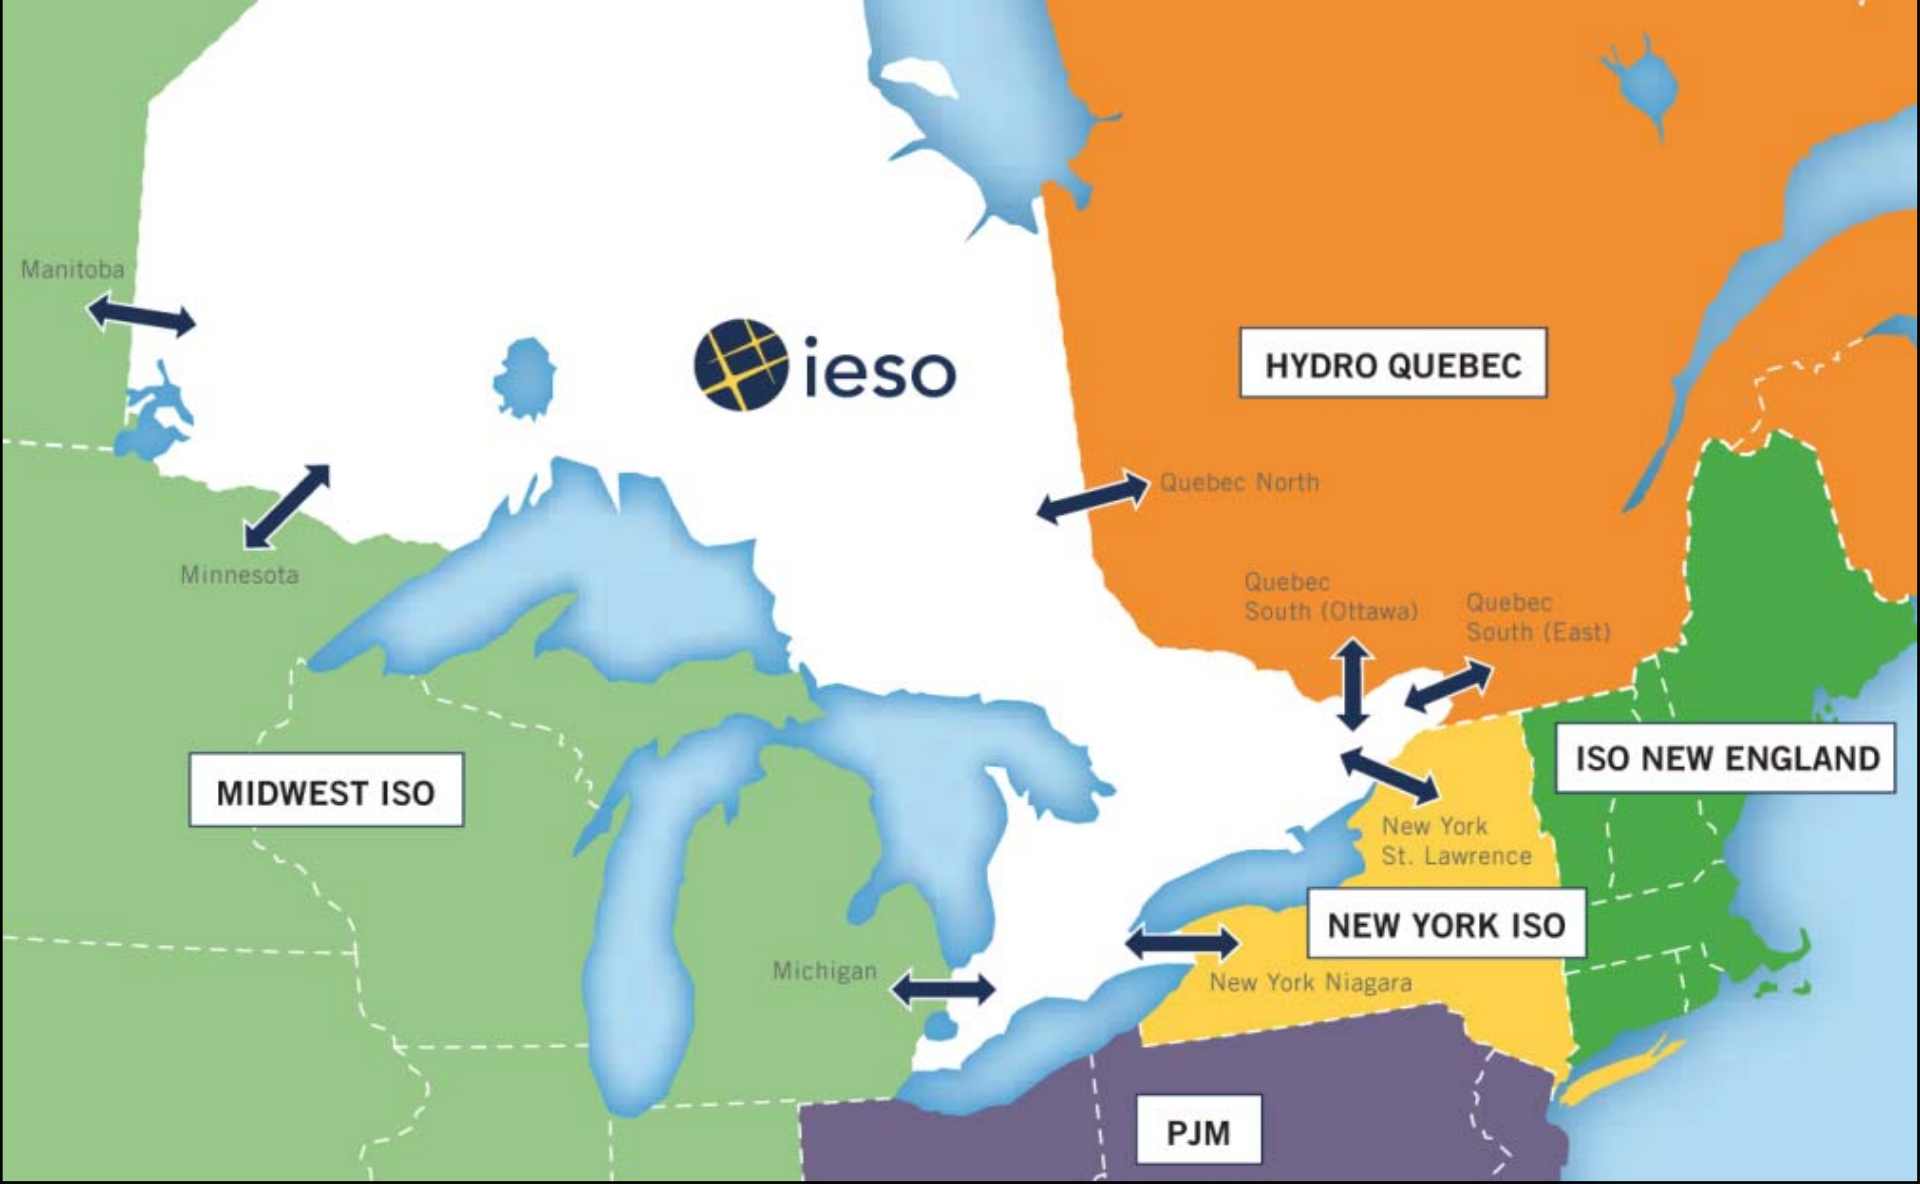 Manitoba
ieso
HYDRO QUEBEC
Quebec North
Minnesota
Quebec
South (Ottawa)
Quebec
South (East)
MIDWEST ISO
ISO NEW ENGLAND
New York
St. Lawrence
NEW YORK ISO
Michigan
New York Niagara
PJM